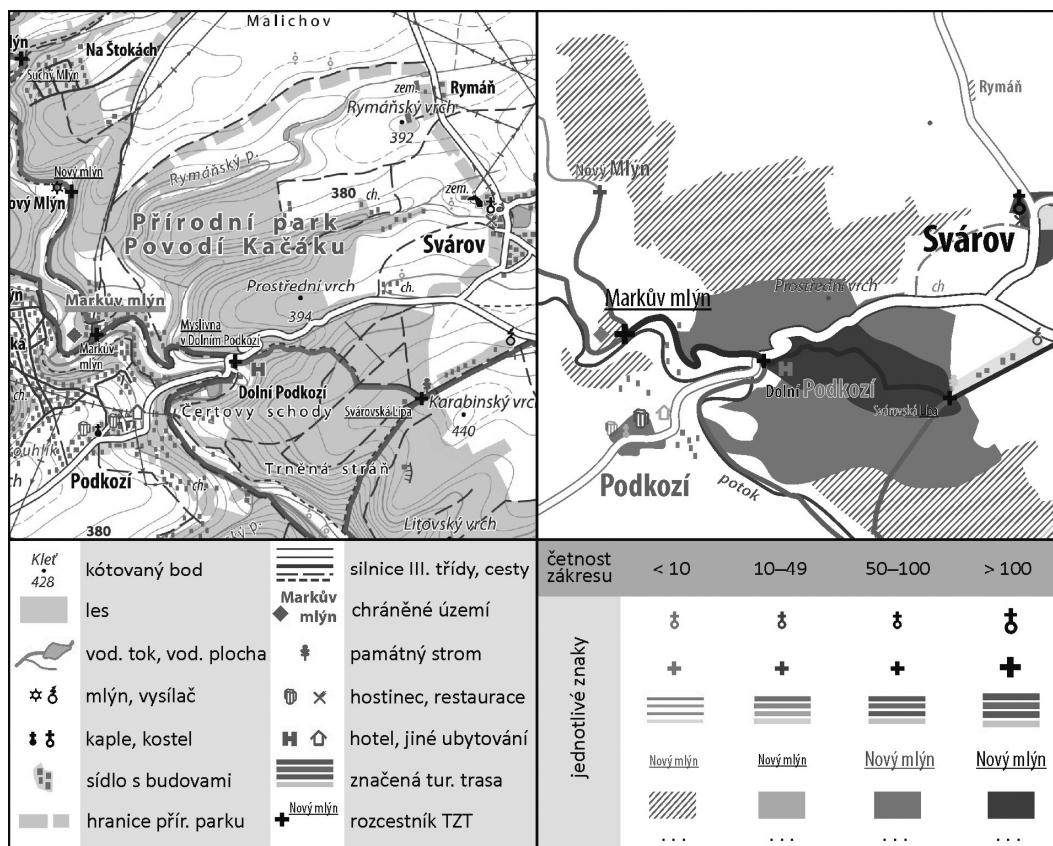 Malichov
Na Štokách
Suchý Mlýn
zem.
Rymáň
Rymáňský vrch
392
Rymáňský p.
Nový mlýn
ový Mlýn
380
ch.
zem.
Přírodní park
Povodí Kačáku
Svárov
Markův mlýn
Prostřední vrch
394
ch.
Myslivna
v Dolním Podkozí
Markův
mlýn
H
Dolní Podkozí
Čertovy schody
Svárovská Lípa
Karabinský vrch
440
ouhlík
Trněná stráň
Podkozí
ch.
380
Litovský vrch
Rymáň
Nový Mlýn
Svárov
Markův mlýn
Prostřední vrch
ch
H
Dolní Podkozí
Svárovská Lípa
Podkozí
potok
Kleť
428
kótovaný bod
silnice III. třídy, cesty
les
Markův
mlýn
chráněné území
vod. tok, vod. plocha
památný strom
mlýn, vysílač
hostinec, restaurace
kaple, kostel
H
hotel, jiné ubytování
sídlo s budovami
značená tur. trasa
hranice přír. parku
Nový mlýn
rozcestník TZT
četnost
zákresu
< 10
10–49
50–100
> 100
jednotlivé znaky
Nový mlýn
Nový mlýn
Nový mlýn
Nový mlýn
. . .
. . .
. . .
. . .